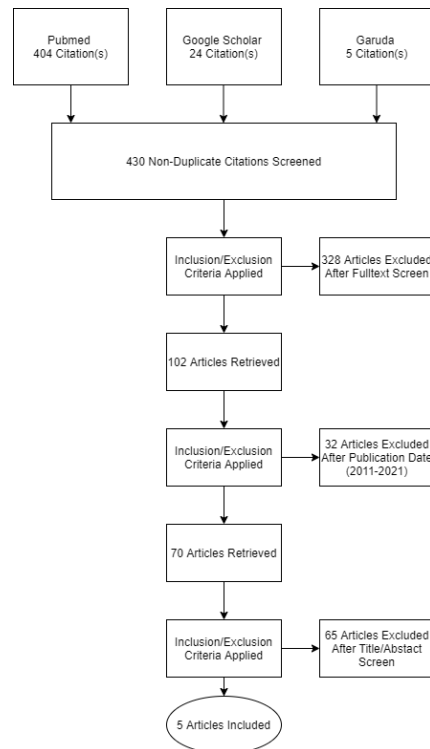 Pubmed
404 Citation(s)
Google Scholar
24 Citation(s)
Garuda
5 Citation(s)
430 Non-Duplicate Citations Screened
Inclusion/Exclusion
Criteria Applied
328 Articles Excluded
After Fulltext Screen
102 Articles Retrieved
Inclusion/Exclusion
Criteria Applied
32 Articles Excluded
After Publication Date
(2011-2021)
70 Articles Retrieved
Inclusion/Exclusion
Criteria Applied
65 Articles Excluded
After Title/Abstact
Screen
5 Articles Included